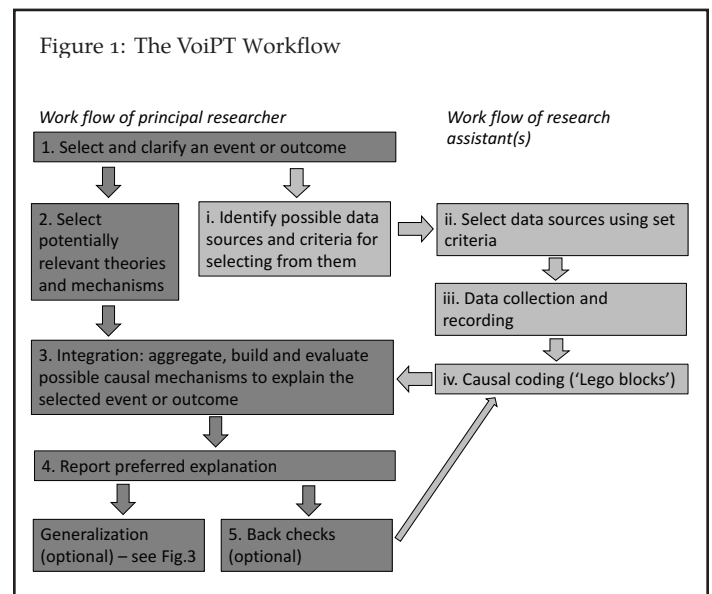 Figure 1: The VoiPT Workflow
Work flow of principal researcher
Work flow of research
assistant(s)
1. Select and clarify an event or outcome
2. Select
potentially
relevant theories
and mechanisms
i. Identify possible data
sources and criteria for
selecting from them
ii. Select data sources using set
criteria
iii. Data collection and
recording
3. Integration: aggregate, build and evaluate
possible causal mechanisms to explain the
selected event or outcome
iv. Causal coding (‘Lego blocks’)
4. Report preferred explanation
Generalization
(optional) – see Fig.3
5. Back checks
(optional)